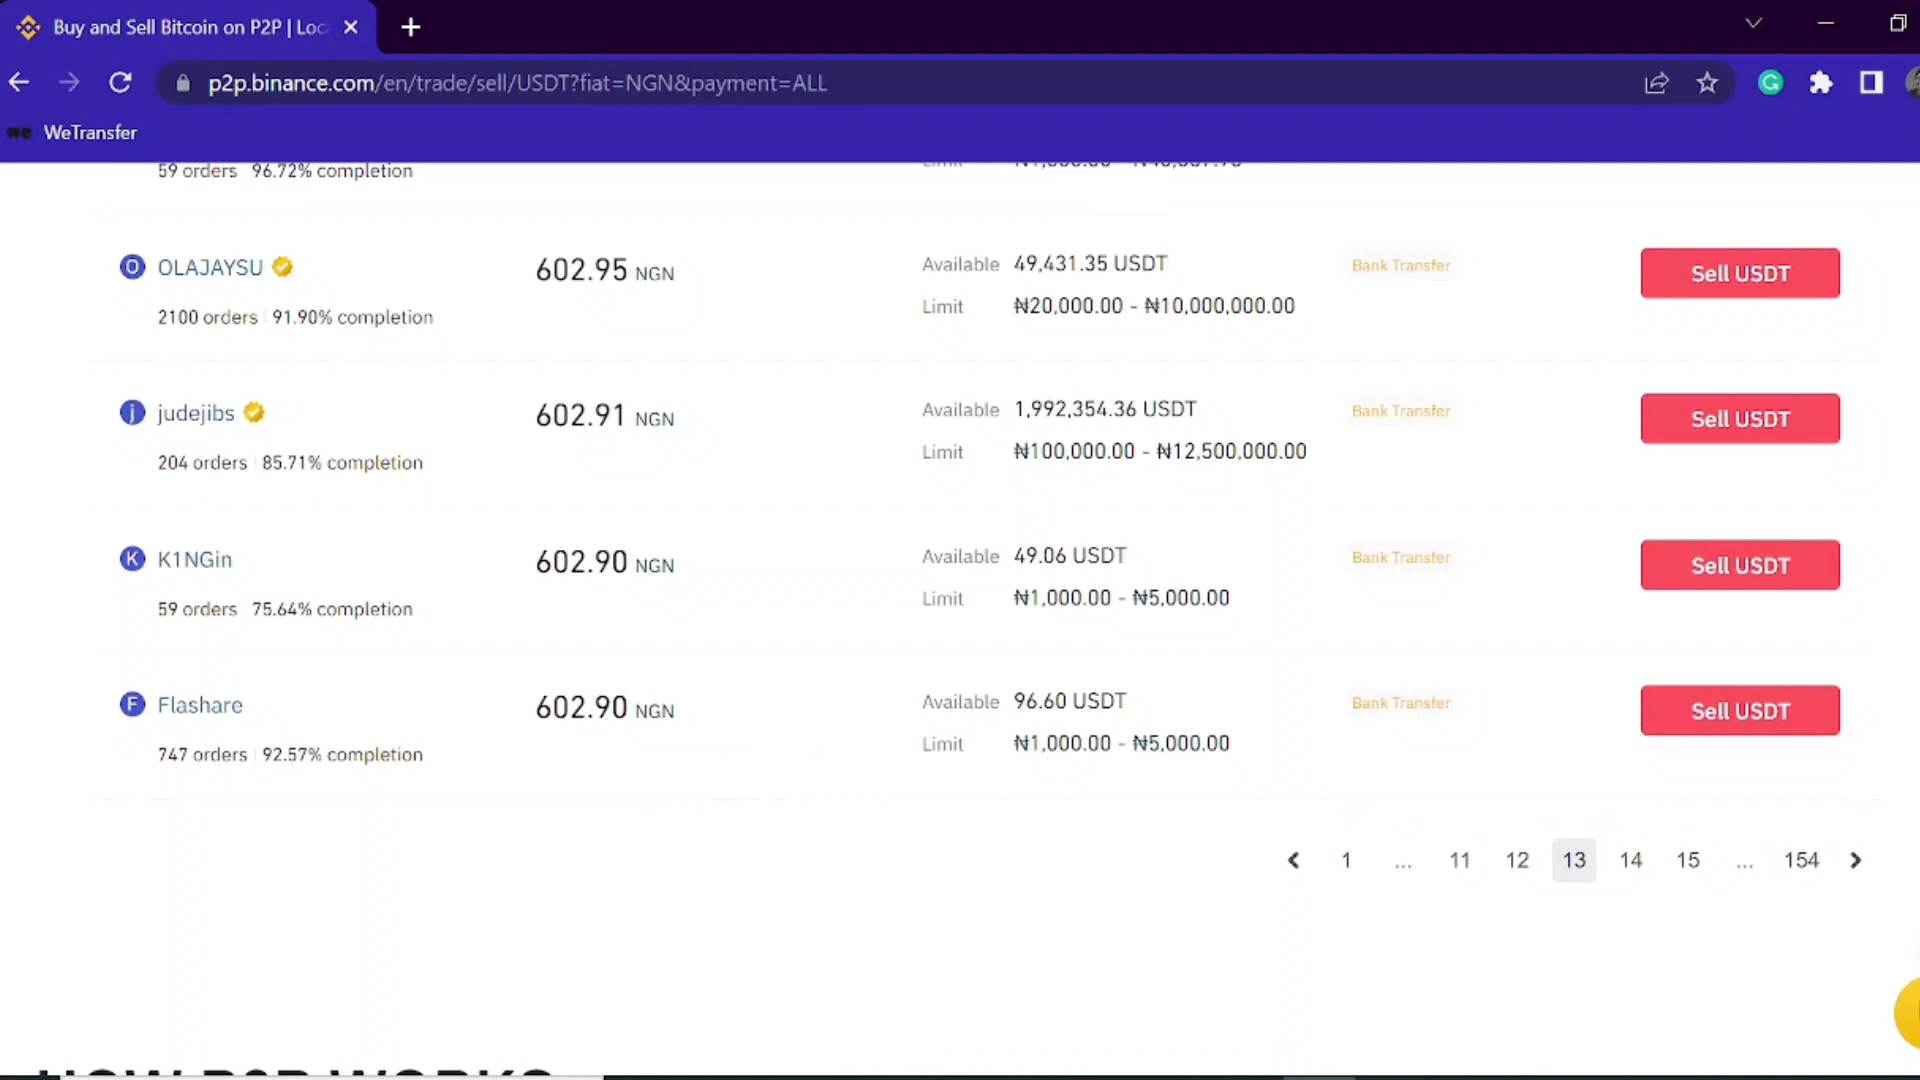 Buy and Sell Bitcoin on P2P | Loc
p2p.binance.com/en/trade/sell/USDT?fiat=NGN&payment=ALL
we WeTransfer
59 orders 96.72% completion
Limit
OLAJAYSU
602.95 NGN
Available 49,431.35 USDT
Bank Transfer
Sell USDT
Limit ₦20,000.00 - ₦10,000,000.00
2100 orders 91.90% completion
judejibs
602.91 NGN
Available 1,992,354.36 USDT
Bank Transfer
Sell USDT
Limit ₦100,000.00 - ₦12,500,000.00
204 orders 85.71% completion
K K1NGin
602.90 NGN
Available 49.06 USDT
Bank Transfer
Sell USDT
Limit ₦1,000.00 - ₦5,000.00
59 orders 75.64% completion
F Flashare
602.90 NGN
Available 96.60 USDT
Bank Transfer
Sell USDT
Limit ₦1,000.00 - ₦5,000.00
747 orders 92.57% completion
1 ... 11 12 13 14 15 ... 154
HOW P2P WORKS